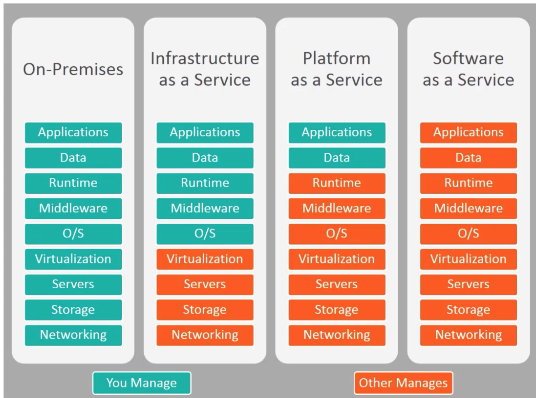 On-Premises
Applications
Data
Runtime
Middleware
O/S
Virtualization
Servers
Storage
Networking
Infrastructure
as a Service
Applications
Data
Runtime
Middleware
O/S
Virtualization
Servers
Storage
Networking
Platform
as a Service
Applications
Data
Runtime
Middleware
O/S
Virtualization
Servers
Storage
Networking
Software
as a Service
Applications
Data
Runtime
Middleware
O/S
Virtualization
Servers
Storage
Networking
You Manage
Other Manages